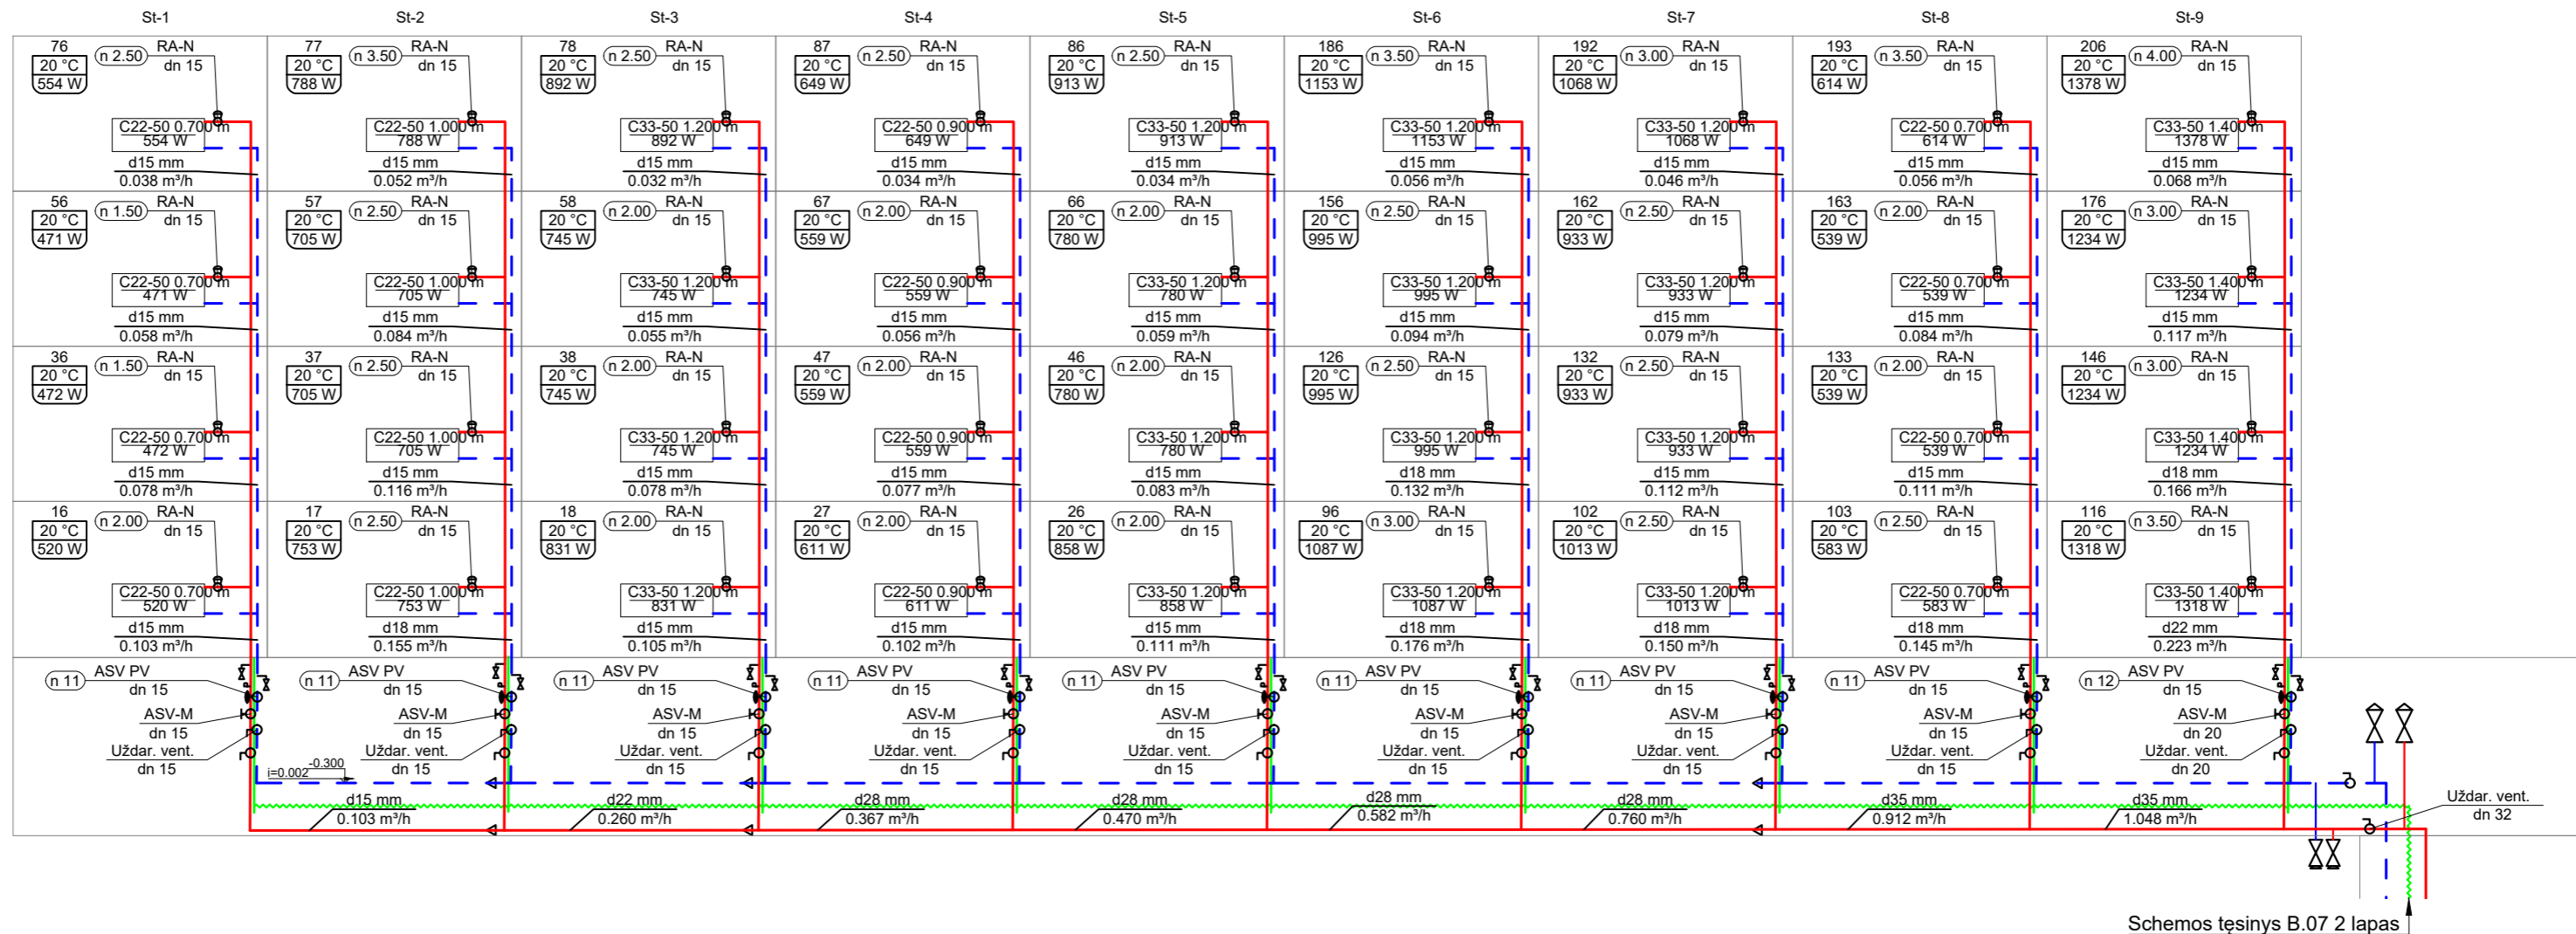 St-1 St-2 St-3 St-4 St-5 St-6 St-7 St-8 St-9
76 n 2.50 RA-N 77 n 3.50 RA-N 78 n 2.50 RA-N 87 n 2.50 RA-N 86 n 2.50 RA-N 186 n 3.50 RA-N 192 n 3.00 RA-N 193 n 3.50 RA-N 206 n 4.00 RA-N
20 °C dn 15 20 °C dn 15 20 °C dn 15 20 °C dn 15 20 °C dn 15 20 °C dn 15 20 °C dn 15 20 °C dn 15 20 °C dn 15
554 W 788 W 892 W 649 W 913 W 1153 W 1068 W 614 W 1378 W
C22-50 0.700 m C22-50 1.000 m C33-50 1.200 m C22-50 0.900 m C33-50 1.200 m C33-50 1.200 m C33-50 1.200 m C22-50 0.700 m C33-50 1.400 m
554 W 788 W 892 W 649 W 913 W 1153 W 1068 W 614 W 1378 W
d15 mm d15 mm d15 mm d15 mm d15 mm d15 mm d15 mm d15 mm d15 mm
0.038 m³/h 0.052 m³/h 0.032 m³/h 0.034 m³/h 0.034 m³/h 0.056 m³/h 0.046 m³/h 0.056 m³/h 0.068 m³/h
56 n 1.50 RA-N 57 n 2.50 RA-N 58 n 2.00 RA-N 67 n 2.00 RA-N 66 n 2.00 RA-N 156 n 2.50 RA-N 162 n 2.50 RA-N 163 n 2.00 RA-N 176 n 3.00 RA-N
20 °C dn 15 20 °C dn 15 20 °C dn 15 20 °C dn 15 20 °C dn 15 20 °C dn 15 20 °C dn 15 20 °C dn 15 20 °C dn 15
471 W 705 W 745 W 559 W 780 W 995 W 933 W 539 W 1234 W
C22-50 0.700 m C22-50 1.000 m C33-50 1.200 m C22-50 0.900 m C33-50 1.200 m C33-50 1.200 m C33-50 1.200 m C22-50 0.700 m C33-50 1.400 m
471 W 705 W 745 W 559 W 780 W 995 W 933 W 539 W 1234 W
d15 mm d15 mm d15 mm d15 mm d15 mm d15 mm d15 mm d15 mm d15 mm
0.058 m³/h 0.084 m³/h 0.055 m³/h 0.056 m³/h 0.059 m³/h 0.094 m³/h 0.079 m³/h 0.084 m³/h 0.117 m³/h
36 n 1.50 RA-N 37 n 2.50 RA-N 38 n 2.00 RA-N 47 n 2.00 RA-N 46 n 2.00 RA-N 126 n 2.50 RA-N 132 n 2.50 RA-N 133 n 2.00 RA-N 146 n 3.00 RA-N
20 °C dn 15 20 °C dn 15 20 °C dn 15 20 °C dn 15 20 °C dn 15 20 °C dn 15 20 °C dn 15 20 °C dn 15 20 °C dn 15
472 W 705 W 745 W 559 W 780 W 995 W 933 W 539 W 1234 W
C22-50 0.700 m C22-50 1.000 m C33-50 1.200 m C22-50 0.900 m C33-50 1.200 m C33-50 1.200 m C33-50 1.200 m C22-50 0.700 m C33-50 1.400 m
472 W 705 W 745 W 559 W 780 W 995 W 933 W 539 W 1234 W
d15 mm d15 mm d15 mm d15 mm d15 mm d18 mm d15 mm d15 mm d18 mm
0.078 m³/h 0.116 m³/h 0.078 m³/h 0.077 m³/h 0.083 m³/h 0.132 m³/h 0.112 m³/h 0.111 m³/h 0.166 m³/h
16 n 2.00 RA-N 17 n 2.50 RA-N 18 n 2.00 RA-N 27 n 2.00 RA-N 26 n 2.00 RA-N 96 n 3.00 RA-N 102 n 2.50 RA-N 103 n 2.50 RA-N 116 n 3.50 RA-N
20 °C dn 15 20 °C dn 15 20 °C dn 15 20 °C dn 15 20 °C dn 15 20 °C dn 15 20 °C dn 15 20 °C dn 15 20 °C dn 15
520 W 753 W 831 W 611 W 858 W 1087 W 1013 W 583 W 1318 W
C22-50 0.700 m C22-50 1.000 m C33-50 1.200 m C22-50 0.900 m C33-50 1.200 m C33-50 1.200 m C33-50 1.200 m C22-50 0.700 m C33-50 1.400 m
520 W 753 W 831 W 611 W 858 W 1087 W 1013 W 583 W 1318 W
d15 mm d18 mm d15 mm d15 mm d15 mm d18 mm d18 mm d18 mm d22 mm
0.103 m³/h 0.155 m³/h 0.105 m³/h 0.102 m³/h 0.111 m³/h 0.176 m³/h 0.150 m³/h 0.145 m³/h 0.223 m³/h
n 11 ASV PV n 11 ASV PV n 11 ASV PV n 11 ASV PV n 11 ASV PV n 11 ASV PV n 11 ASV PV n 11 ASV PV n 12 ASV PV
dn 15 dn 15 dn 15 dn 15 dn 15 dn 15 dn 15 dn 15 dn 15
ASV-M ASV-M ASV-M ASV-M ASV-M ASV-M ASV-M ASV-M ASV-M
dn 15 dn 15 dn 15 dn 15 dn 15 dn 15 dn 15 dn 15 dn 20
Uždar. vent. Uždar. vent. Uždar. vent. Uždar. vent. Uždar. vent. Uždar. vent. Uždar. vent. Uždar. vent. Uždar. vent.
dn 15 dn 15 dn 15 dn 15 dn 15 dn 15 dn 15 dn 15 dn 20
i=0.002 -0.300
d15 mm d22 mm d28 mm d28 mm d28 mm d28 mm d35 mm d35 mm Uždar. vent.
0.103 m³/h 0.260 m³/h 0.367 m³/h 0.470 m³/h 0.582 m³/h 0.760 m³/h 0.912 m³/h 1.048 m³/h dn 32
Schemos tęsinys B.07 2 lapas